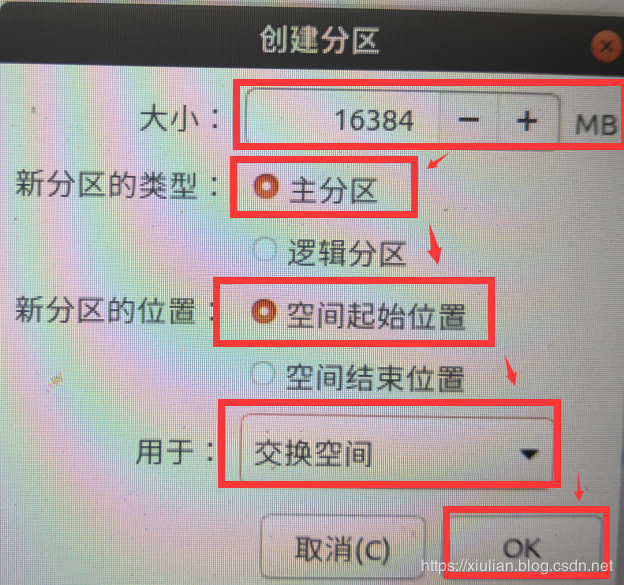 创建分区
大小： 16384 － ＋ MB
新分区的类型： 主分区
逻辑分区
新分区的位置： 空间起始位置
空间结束位置
用于： 交换空间
取消(C) OK
https://xiulian.blog.csdn.net